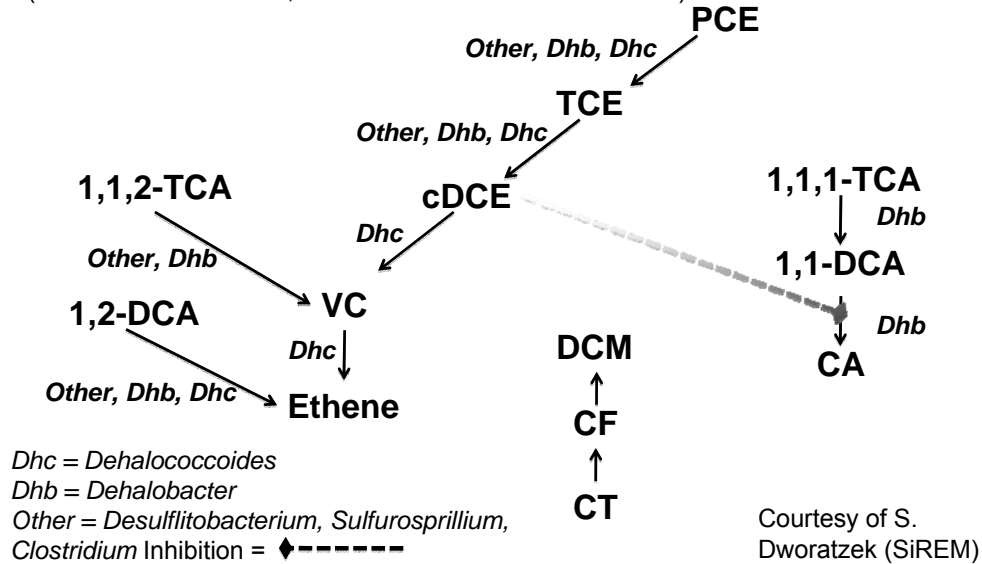 PCE
Other, Dhb, Dhc
TCE
Other, Dhb, Dhc
1,1,2-TCA
cDCE
1,1,1-TCA
Dhb
Dhc
Other, Dhb
1,1-DCA
1,2-DCA
VC
Dhb
Dhc
DCM
CA
Other, Dhb, Dhc
Ethene
CF
Dhc = Dehalococcoides
Dhb = Dehalobacter
CT
Other = Desulflitobacterium, Sulfurosprillium,
Clostridium Inhibition =
Courtesy of S.
Dworatzek (SiREM)